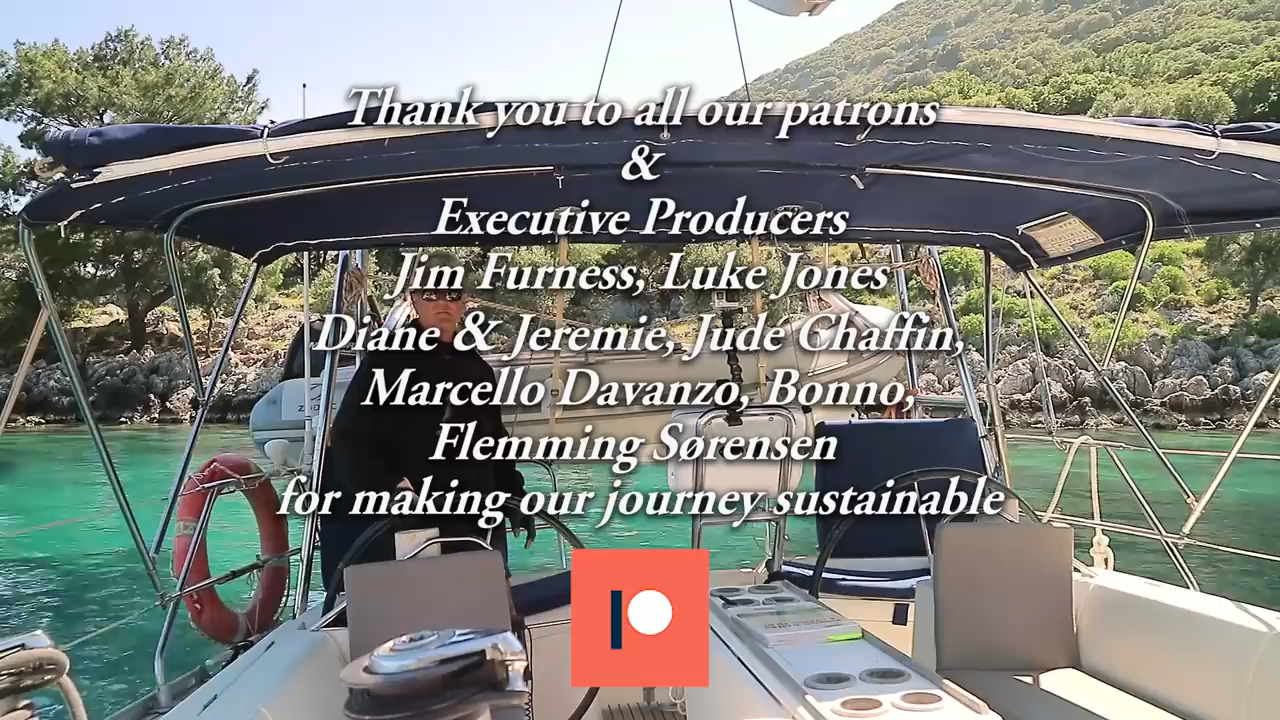 Thank you to all our patrons
&
Executive Producers
Jim Furness, Luke Jones
Diane & Jeremie, Jude Chaffin,
Marcello Davanzo, Bonno,
Flemming Sørensen
for making our journey sustainable